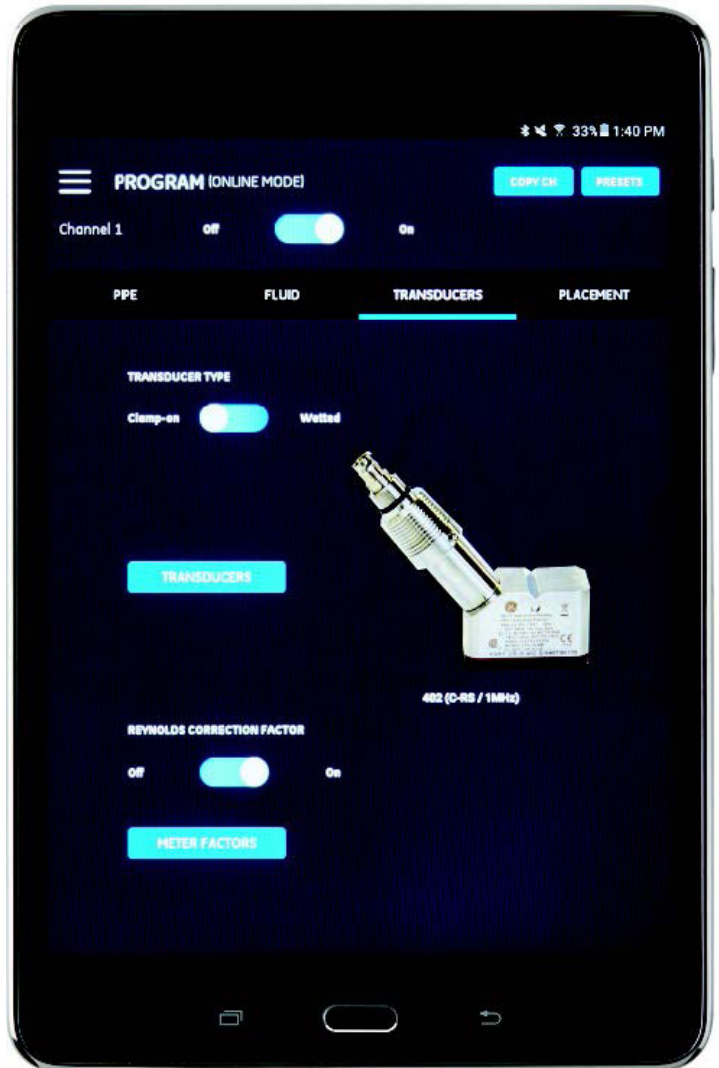 33% 1:40 PM
PROGRAM (ONLINE MODE)
COPY CH
PRESETS
Channel 1
Off
On
PIPE
FLUID
TRANSDUCERS
PLACEMENT
TRANSDUCER TYPE
Clamp-on
Wetted
TRANSDUCERS
402 (C-RS / 1MHz)
REYNOLDS CORRECTION FACTOR
Off
On
METER FACTORS